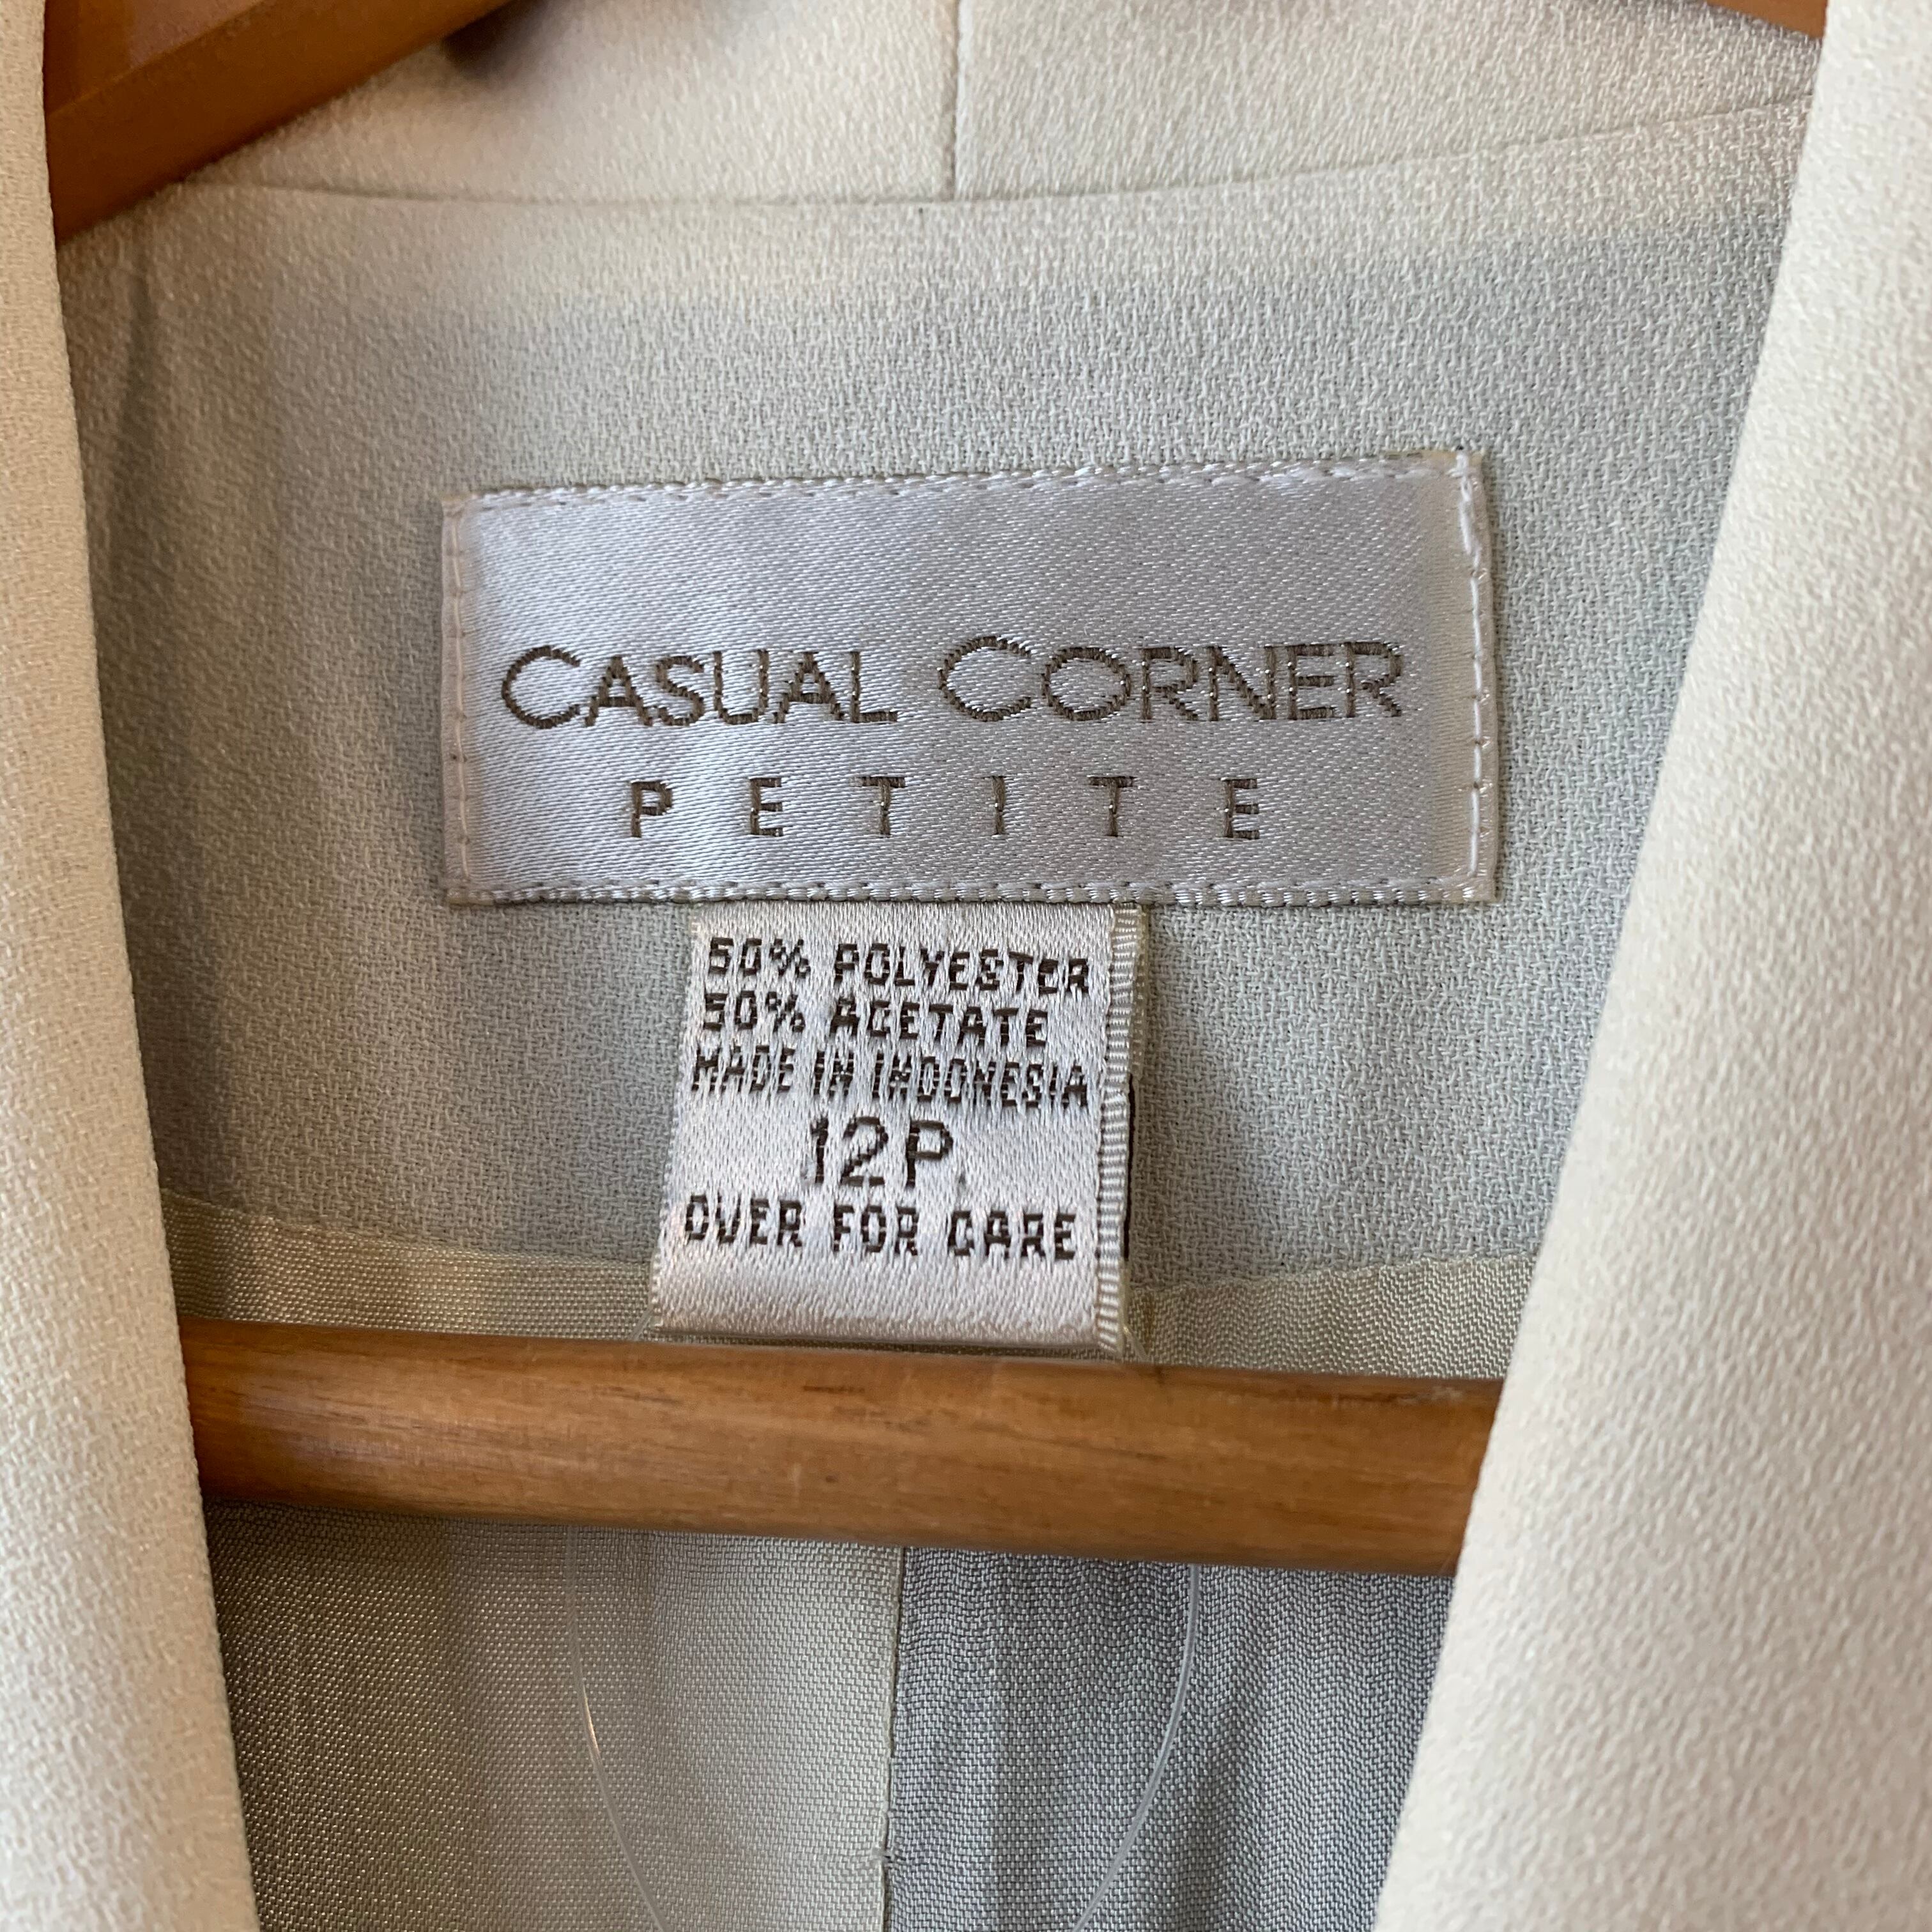 CASUAL CORNER
PETITE
50% POLYESTER
50% ACETATE
MADE IN INDONESIA
12P
OVER FOR CARE